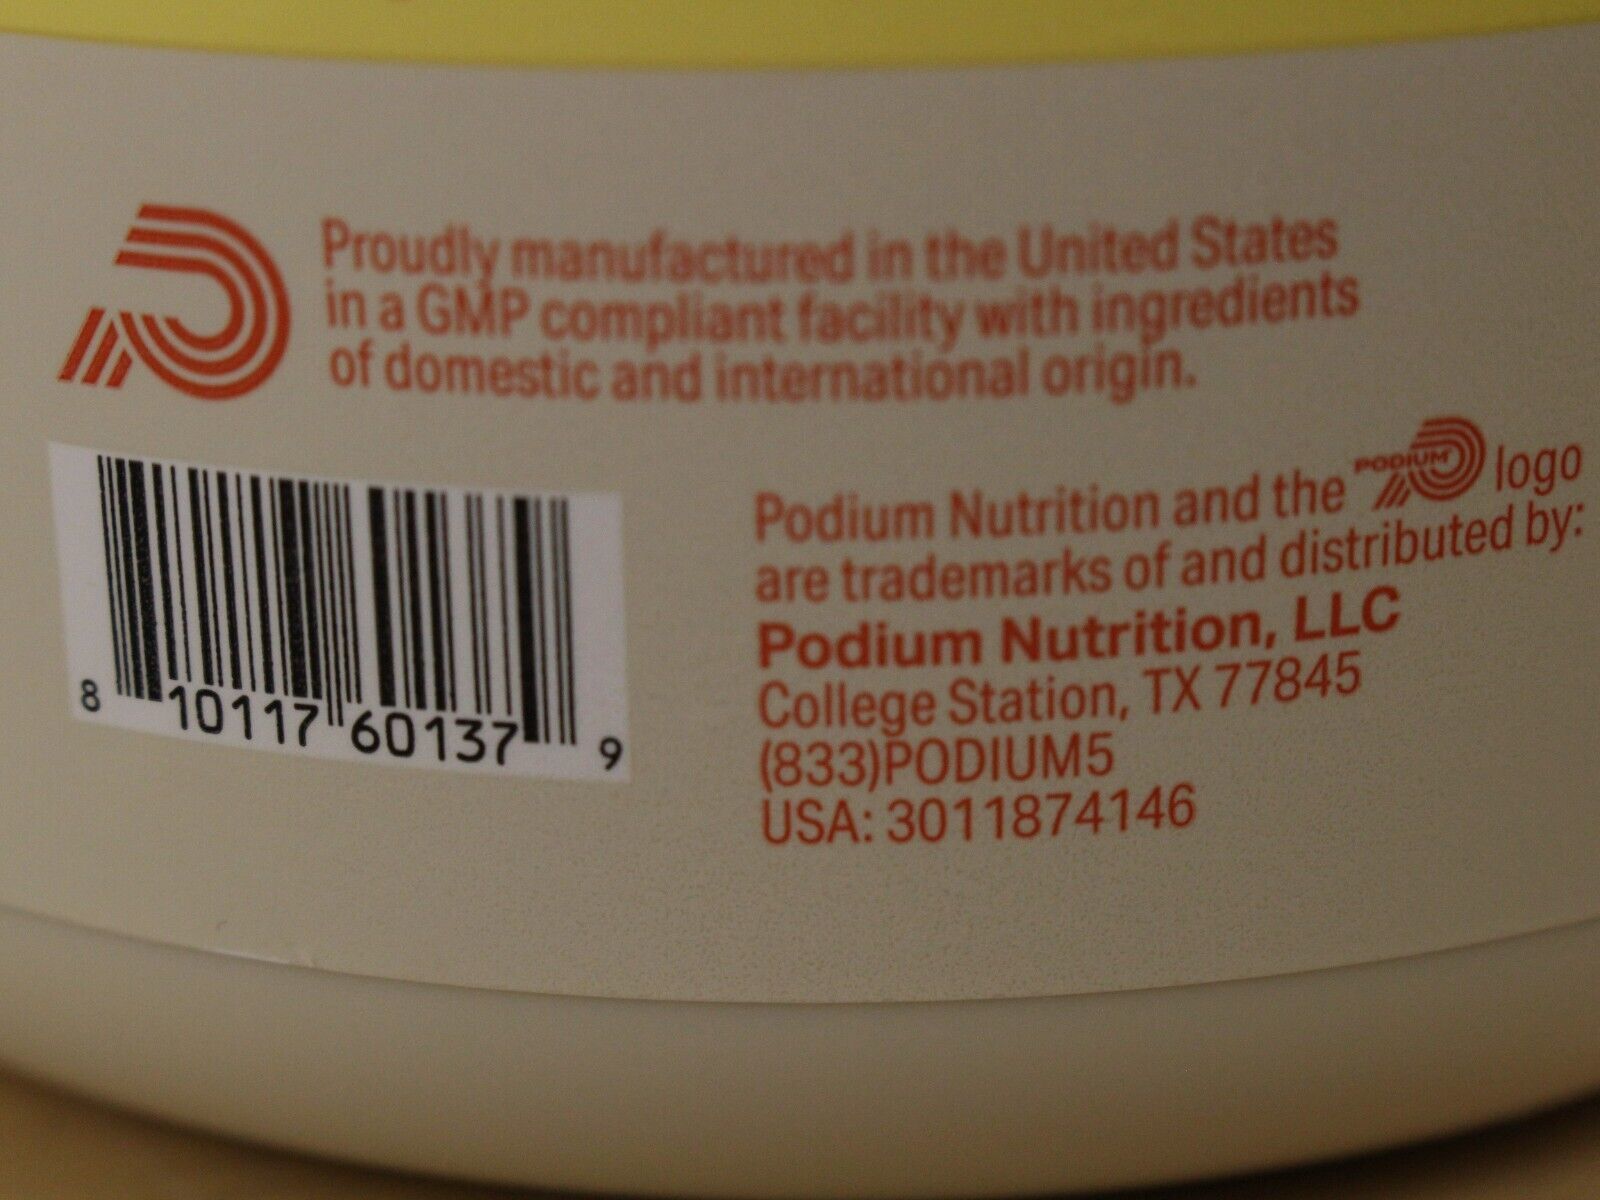 Proudly manufactured in the United States
in a GMP compliant facility with ingredients
of domestic and international origin.
8 10117 60137 9
Podium Nutrition and the PODIUM logo
are trademarks of and distributed by:
Podium Nutrition, LLC
College Station, TX 77845
(833)PODIUM5
USA: 3011874146